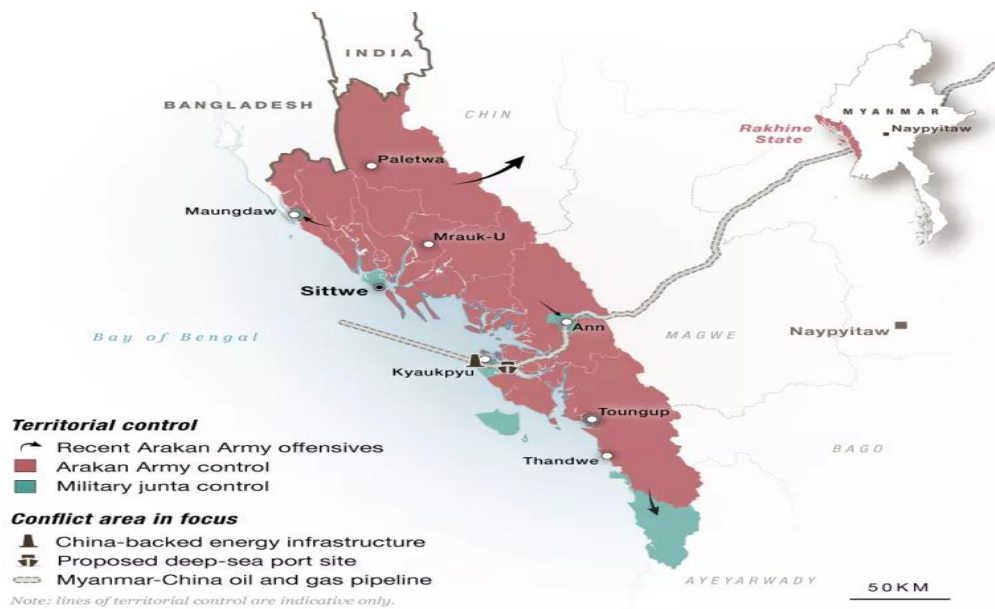 INDIA
BANGLADESH
CHIN
MYANMAR
Naypyitaw
Rakhine
State
Paletwa
Maungdaw
Mrauk-U
Sittwe
Ann
Bay of Bengal
MAGWE
Naypyitaw
Kyaukpyu
Toungup
Thandwe
BAGO
AYEYARWADY
50KM
Territorial control
Recent Arakan Army offensives
Arakan Army control
Military junta control
Conflict area in focus
China-backed energy infrastructure
Proposed deep-sea port site
Myanmar-China oil and gas pipeline
Note: lines of territorial control are indicative only.